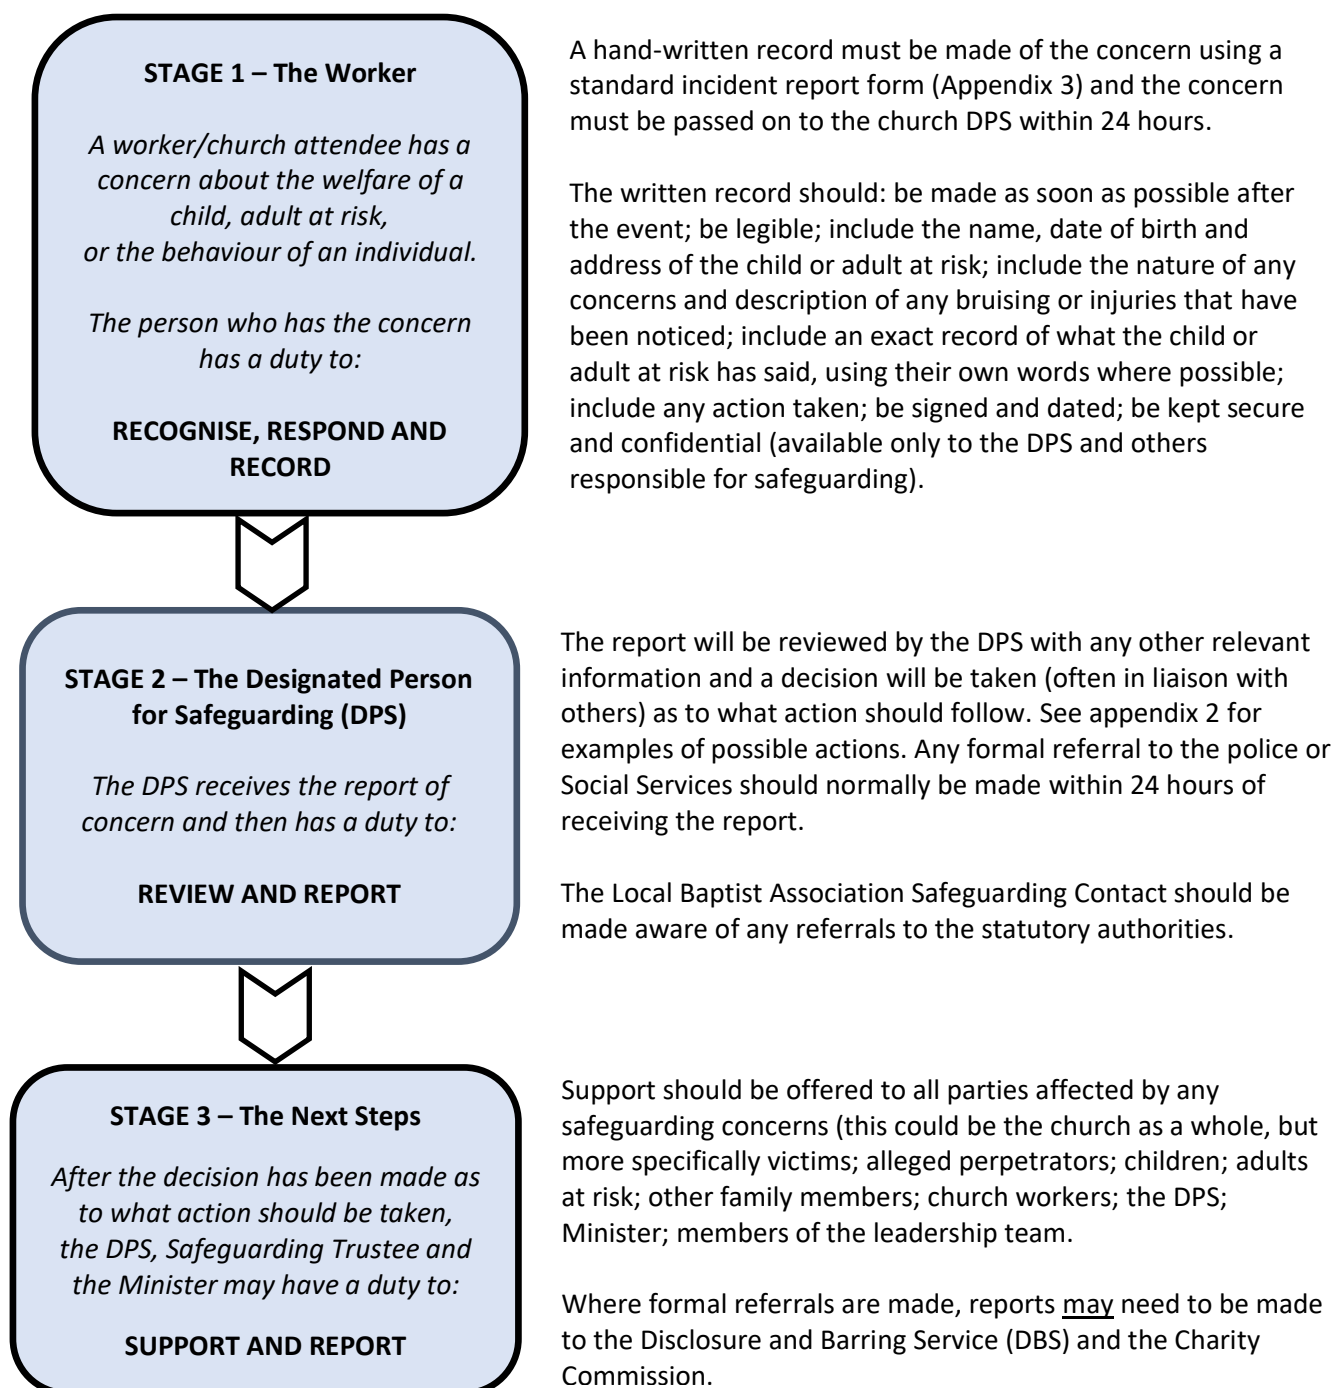 STAGE 1 – The Worker
A worker/church attendee has a
concern about the welfare of a
child, adult at risk,
or the behaviour of an individual.
The person who has the concern
has a duty to:
RECOGNISE, RESPOND AND
RECORD
A hand-written record must be made of the concern using a
standard incident report form (Appendix 3) and the concern
must be passed on to the church DPS within 24 hours.
The written record should: be made as soon as possible after
the event; be legible; include the name, date of birth and
address of the child or adult at risk; include the nature of any
concerns and description of any bruising or injuries that have
been noticed; include an exact record of what the child or
adult at risk has said, using their own words where possible;
include any action taken; be signed and dated; be kept secure
and confidential (available only to the DPS and others
responsible for safeguarding).
STAGE 2 – The Designated Person
for Safeguarding (DPS)
The DPS receives the report of
concern and then has a duty to:
REVIEW AND REPORT
The report will be reviewed by the DPS with any other relevant
information and a decision will be taken (often in liaison with
others) as to what action should follow. See appendix 2 for
examples of possible actions. Any formal referral to the police or
Social Services should normally be made within 24 hours of
receiving the report.
The Local Baptist Association Safeguarding Contact should be
made aware of any referrals to the statutory authorities.
STAGE 3 – The Next Steps
After the decision has been made as
to what action should be taken,
the DPS, Safeguarding Trustee and
the Minister may have a duty to:
SUPPORT AND REPORT
Support should be offered to all parties affected by any
safeguarding concerns (this could be the church as a whole, but
more specifically victims; alleged perpetrators; children; adults
at risk; other family members; church workers; the DPS;
Minister; members of the leadership team.
Where formal referrals are made, reports may need to be made
to the Disclosure and Barring Service (DBS) and the Charity
Commission.